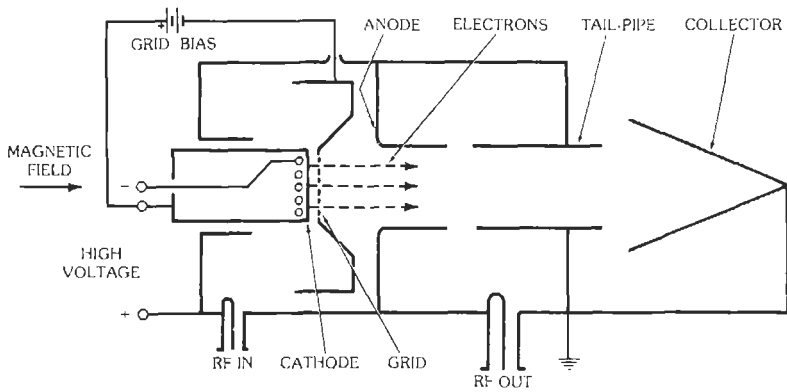 ANODE
ELECTRONS
TAIL-PIPE
COLLECTOR
+
GRID BIAS
MAGNETIC
FIELD
−
HIGH
VOLTAGE
+
RF IN
CATHODE
GRID
RF OUT